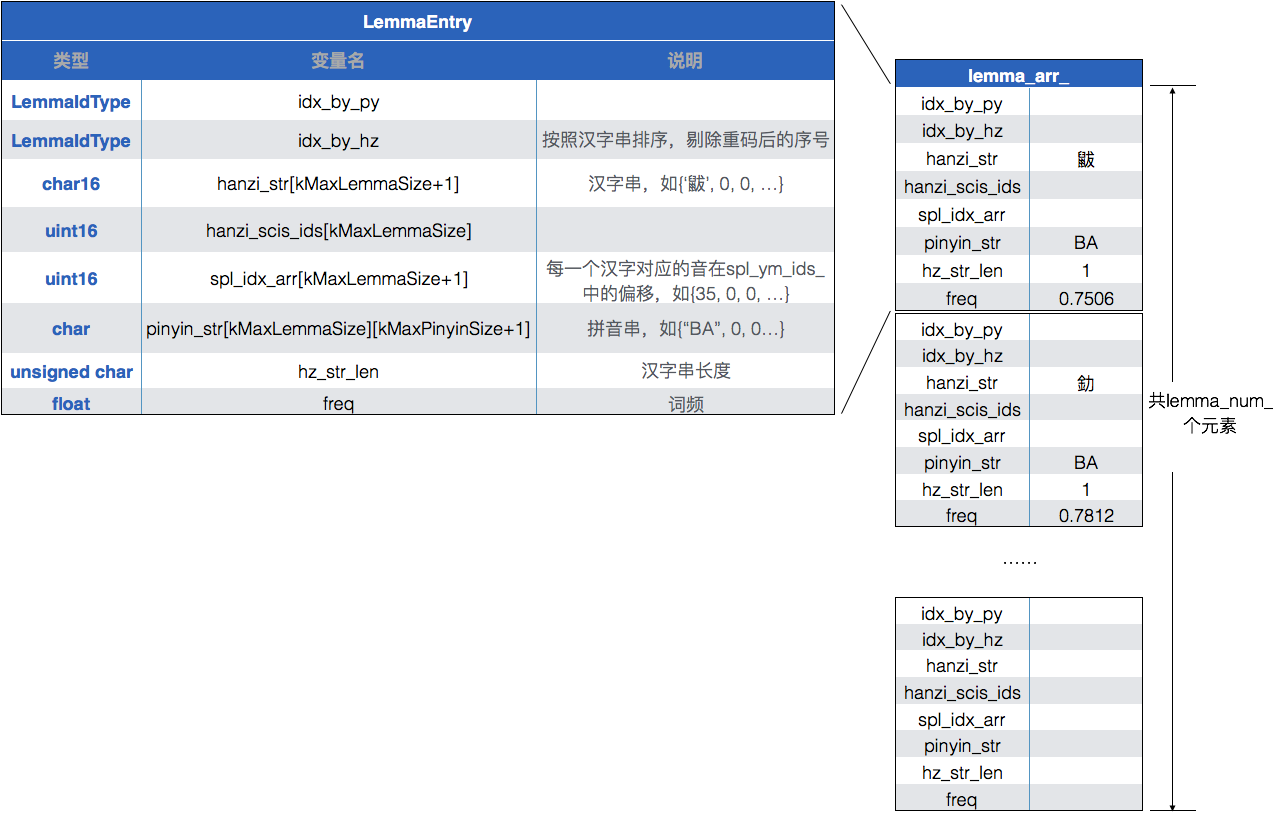 LemmaEntry
类型 变量名 说明
LemmaIdType idx_by_py
LemmaIdType idx_by_hz 按照汉字串排序，剔除重码后的序号
char16 hanzi_str[kMaxLemmaSize+1] 汉字串，如{‘鼥’, 0, 0, …}
uint16 hanzi_scis_ids[kMaxLemmaSize]
uint16 spl_idx_arr[kMaxLemmaSize+1] 每一个汉字对应的音在spl_ym_ids_
中的偏移，如{35, 0, 0, …}
char pinyin_str[kMaxLemmaSize][kMaxPinyinSize+1] 拼音串，如{“BA”, 0, 0…}
unsigned char hz_str_len 汉字串长度
float freq 词频
lemma_arr_
idx_by_py
idx_by_hz
hanzi_str 鼥
hanzi_scis_ids
spl_idx_arr
pinyin_str BA
hz_str_len 1
freq 0.7506
idx_by_py
idx_by_hz
hanzi_str 釛
hanzi_scis_ids
spl_idx_arr
pinyin_str BA
hz_str_len 1
freq 0.7812
……
idx_by_py
idx_by_hz
hanzi_str
hanzi_scis_ids
spl_idx_arr
pinyin_str
hz_str_len
freq
共lemma_num_
个元素